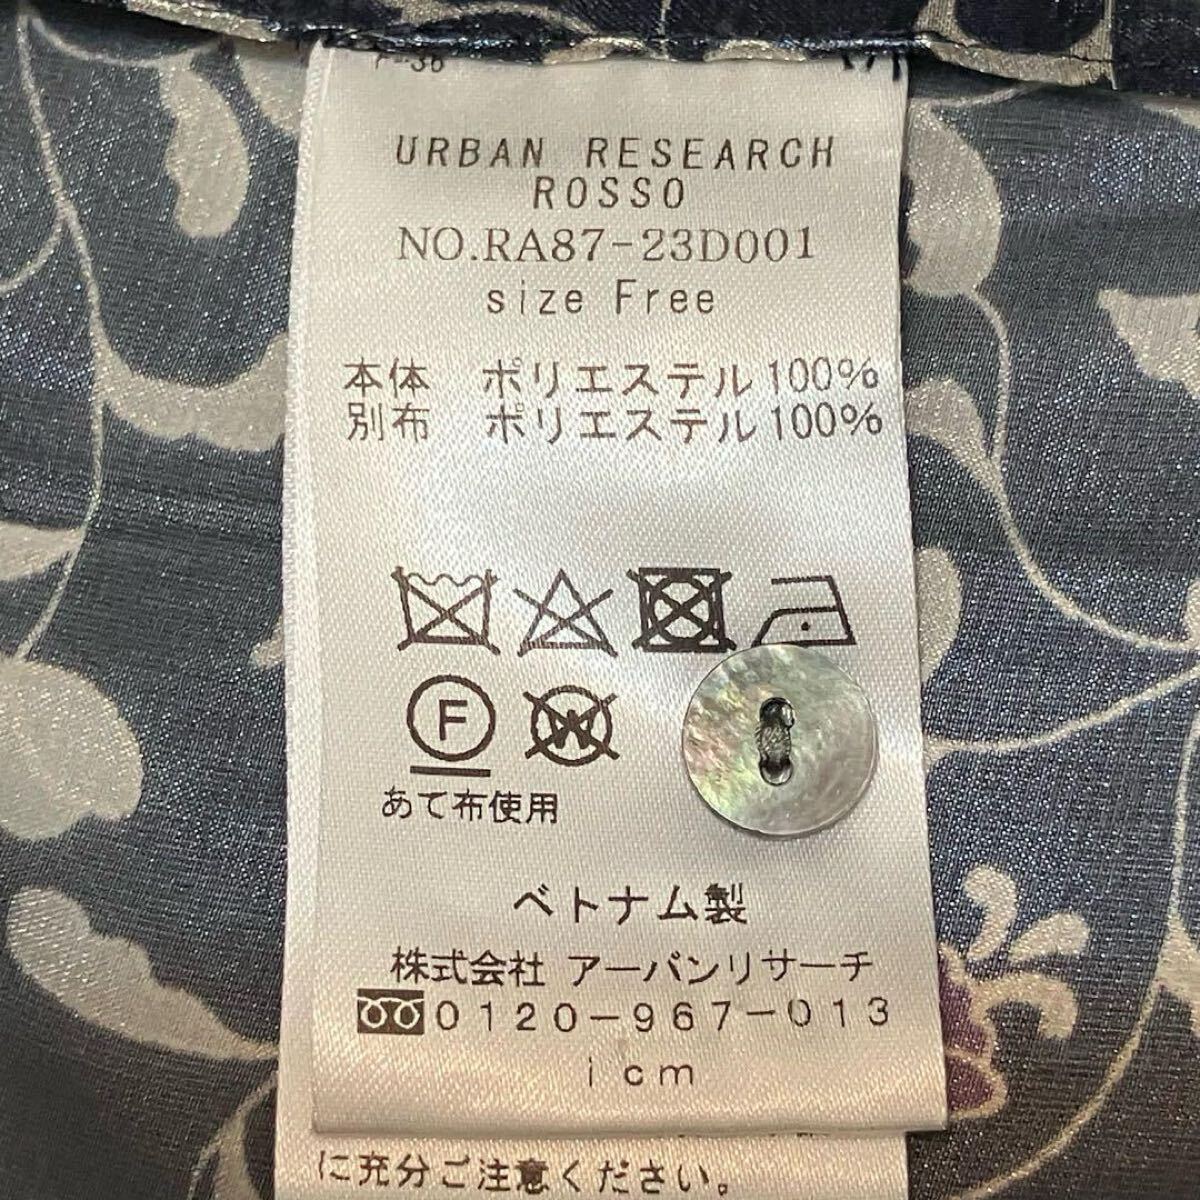 URBAN RESEARCH
ROSSO
NO.RA87-23D001
size Free
本体 ポリエステル100%
別布 ポリエステル100%
F W
あて布使用
ベトナム製
株式会社 アーバンリサーチ
0120-967-013
icm
に充分ご注意ください。